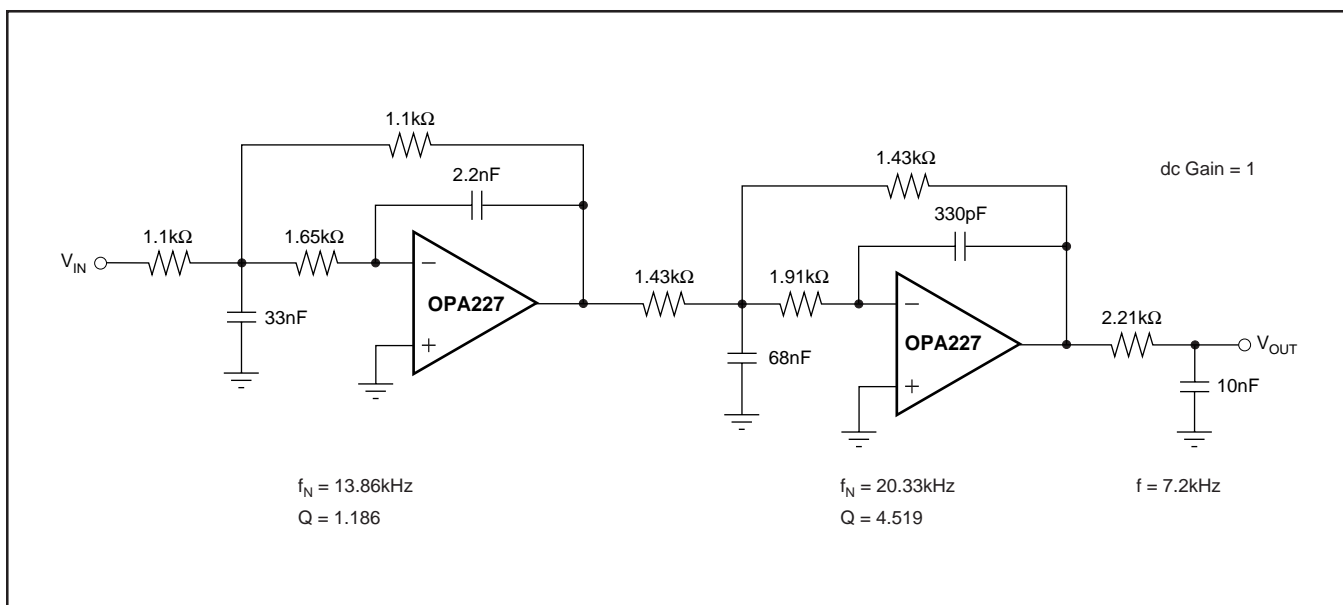 1.1kΩ
2.2nF
1.1kΩ
1.65kΩ
V_IN
33nF
−
OPA227
+
dc Gain = 1
1.43kΩ
330pF
1.43kΩ
1.91kΩ
68nF
−
OPA227
+
2.21kΩ
V_OUT
10nF
f_N = 13.86kHz
Q = 1.186
f_N = 20.33kHz
Q = 4.519
f = 7.2kHz